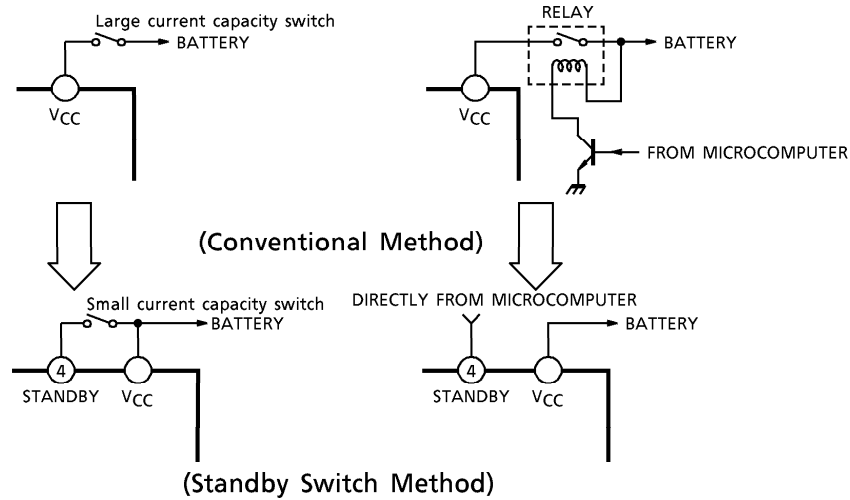 Large current capacity switch
BATTERY
VCC
RELAY
BATTERY
VCC
FROM MICROCOMPUTER
(Conventional Method)
Small current capacity switch
BATTERY
4
STANDBY
VCC
DIRECTLY FROM MICROCOMPUTER
BATTERY
4
STANDBY
VCC
(Standby Switch Method)